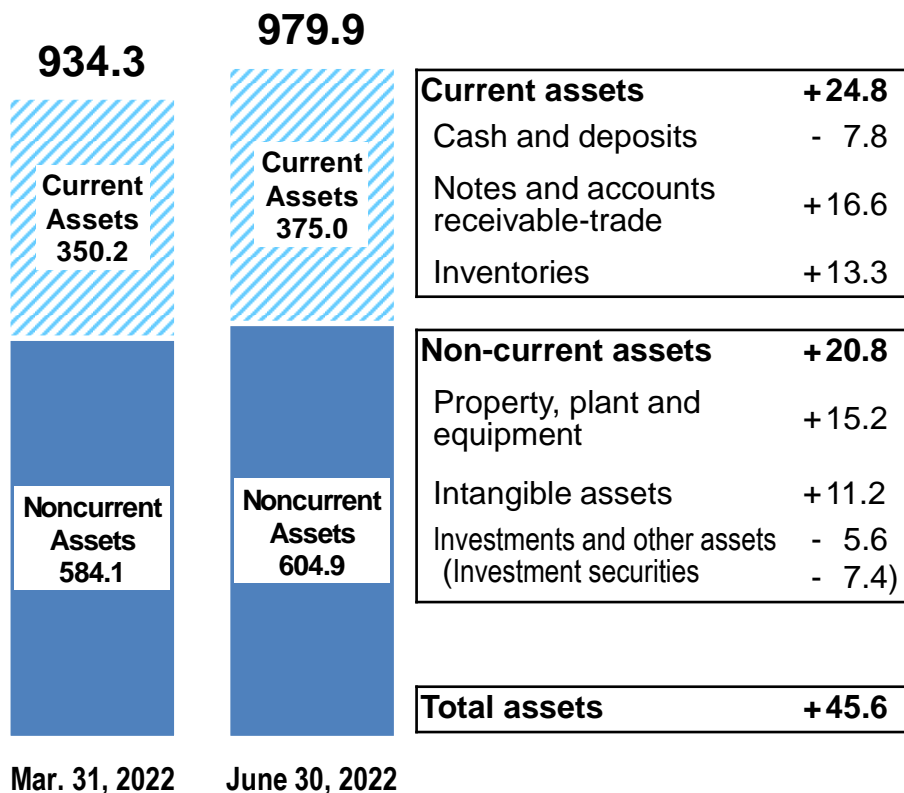 934.3
979.9
Current
Assets
350.2
Current
Assets
375.0
Noncurrent
Assets
584.1
Noncurrent
Assets
604.9
Mar. 31, 2022
June 30, 2022
Current assets +24.8
Cash and deposits - 7.8
Notes and accounts
receivable-trade +16.6
Inventories +13.3
Non-current assets +20.8
Property, plant and
equipment +15.2
Intangible assets +11.2
Investments and other assets - 5.6
(Investment securities - 7.4)
Total assets +45.6